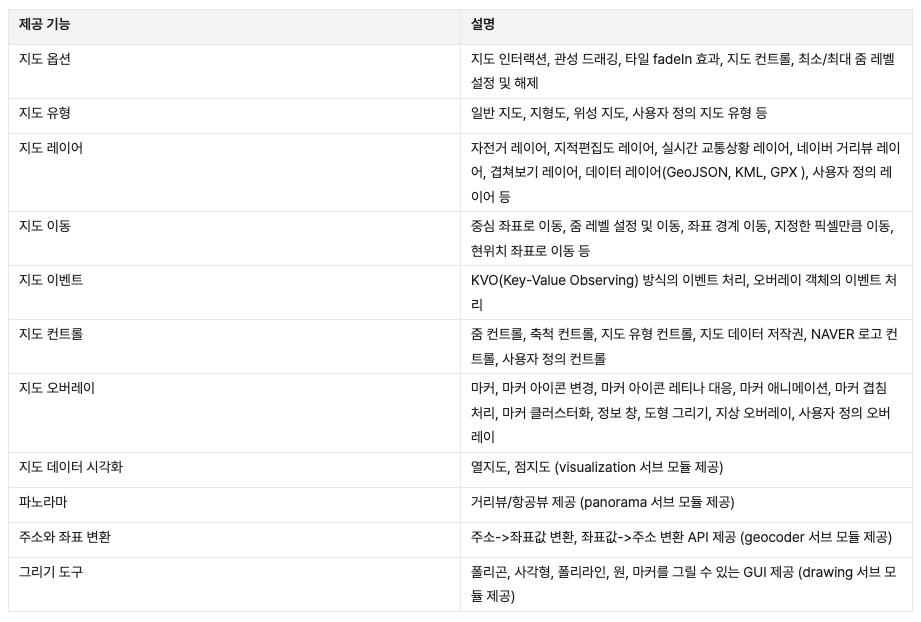 제공 기능
설명
지도 옵션
지도 인터랙션, 관성 드래깅, 타일 fadeIn 효과, 지도 컨트롤, 최소/최대 줌 레벨
설정 및 해제
지도 유형
일반 지도, 지형도, 위성 지도, 사용자 정의 지도 유형 등
지도 레이어
자전거 레이어, 지적편집도 레이어, 실시간 교통상황 레이어, 네이버 거리뷰 레이
어, 겹쳐보기 레이어, 데이터 레이어(GeoJSON, KML, GPX ), 사용자 정의 레
이어 등
지도 이동
중심 좌표로 이동, 줌 레벨 설정 및 이동, 좌표 경계 이동, 지정한 픽셀만큼 이동,
현위치 좌표로 이동 등
지도 이벤트
KVO(Key-Value Observing) 방식의 이벤트 처리, 오버레이 객체의 이벤트 처
리
지도 컨트롤
줌 컨트롤, 축척 컨트롤, 지도 유형 컨트롤, 지도 데이터 저작권, NAVER 로고 컨
트롤, 사용자 정의 컨트롤
지도 오버레이
마커, 마커 아이콘 변경, 마커 아이콘 레티나 대응, 마커 애니메이션, 마커 겹침
처리, 마커 클러스터화, 정보 창, 도형 그리기, 지상 오버레이, 사용자 정의 오버
레이
지도 데이터 시각화
열지도, 점지도 (visualization 서브 모듈 제공)
파노라마
거리뷰/항공뷰 제공 (panorama 서브 모듈 제공)
주소와 좌표 변환
주소->좌표값 변환, 좌표값->주소 변환 API 제공 (geocoder 서브 모듈 제공)
그리기 도구
폴리곤, 사각형, 폴리라인, 원, 마커를 그릴 수 있는 GUI 제공 (drawing 서브 모
듈 제공)